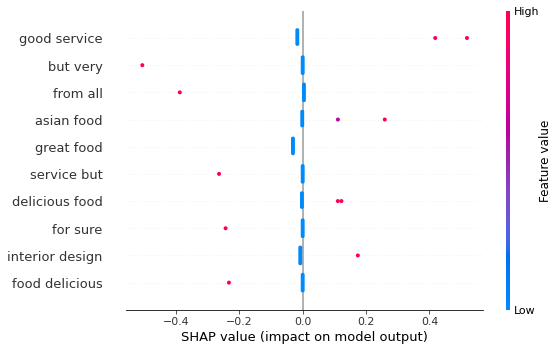 High
good service
but very
from all
asian food
great food
service but
delicious food
for sure
interior design
food delicious
Feature value
Low
−0.4 −0.2 0.0 0.2 0.4
SHAP value (impact on model output)